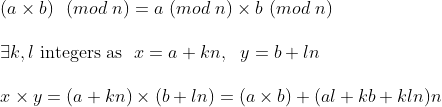 (a × b) (mod n) = a (mod n) × b (mod n)
∃k, l integers as x = a + kn, y = b + ln
x × y = (a + kn) × (b + ln) = (a × b) + (al + kb + kln)n